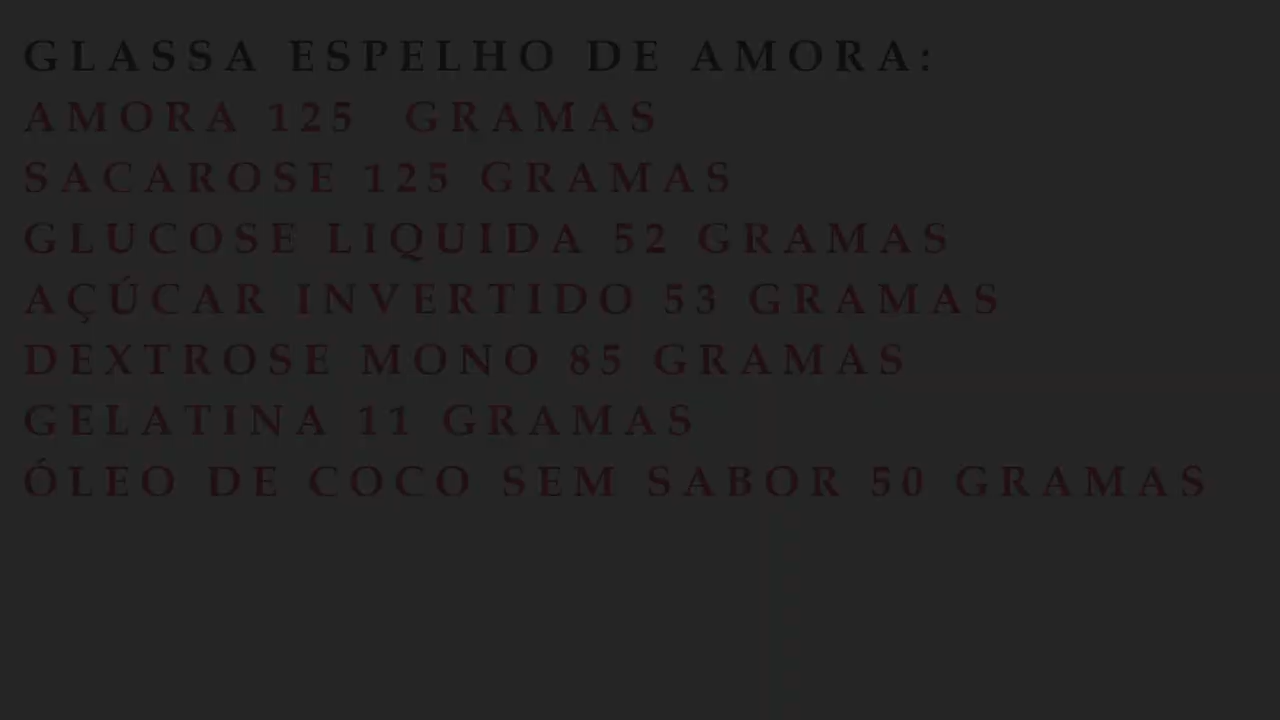 GLASSA ESPELHO DE AMORA:
AMORA 125 GRAMAS
SACAROSE 125 GRAMAS
GLUCOSE LIQUIDA 52 GRAMAS
AÇÚCAR INVERTIDO 53 GRAMAS
DEXTROSE MONO 85 GRAMAS
GELATINA 11 GRAMAS
ÓLEO DE COCO SEM SABOR 50 GRAMAS